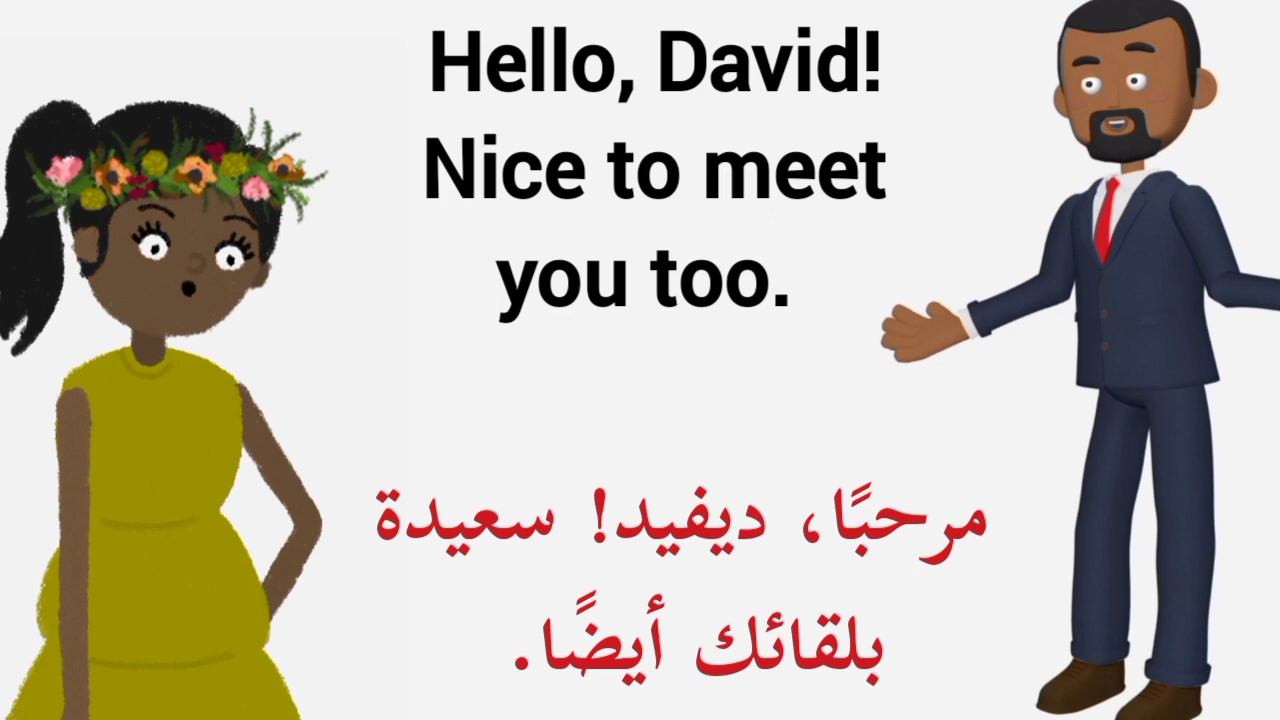 Hello, David!
Nice to meet
you too.
مرحبًا، ديفيد! سعيدة
بلقائك أيضًا.